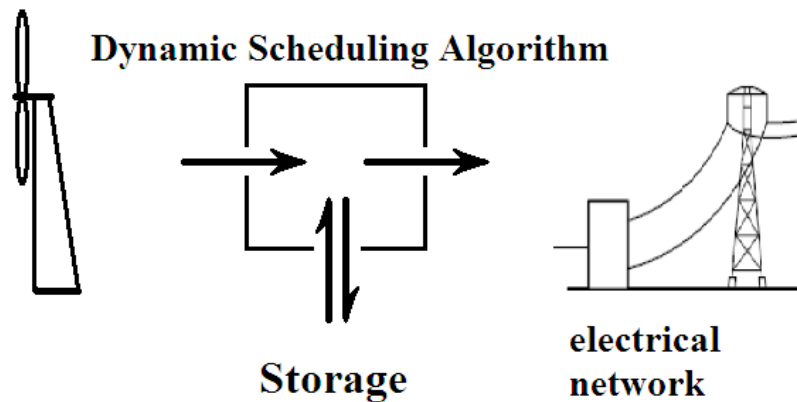 Dynamic Scheduling Algorithm
Storage
electrical
network